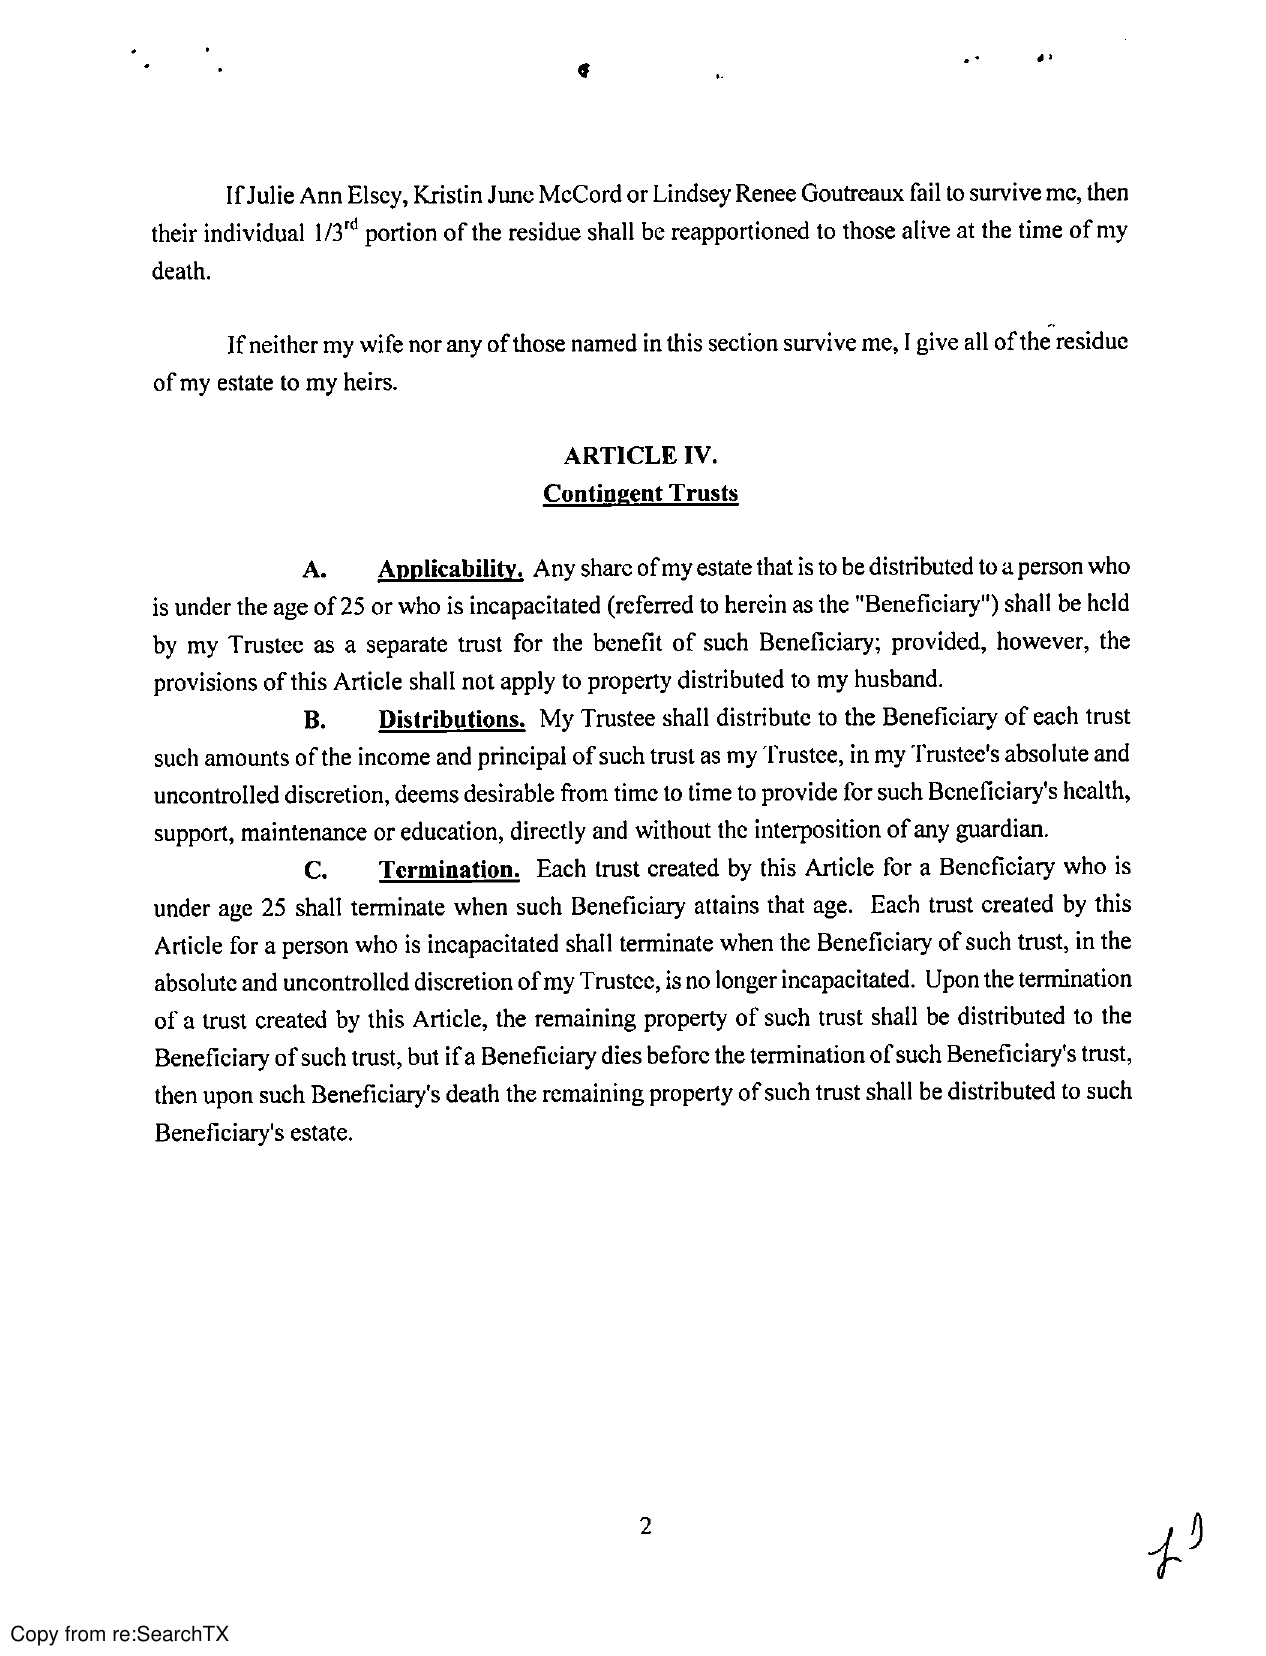 If Julie Ann Elsey, Kristin June McCord or Lindsey Renee Goutreaux fail to survive me, then
their individual 1/3rd portion of the residue shall be reapportioned to those alive at the time of my
death.
If neither my wife nor any of those named in this section survive me, I give all of the residue
of my estate to my heirs.
ARTICLE IV.
Contingent Trusts
A. Applicability. Any share of my estate that is to be distributed to a person who
is under the age of 25 or who is incapacitated (referred to herein as the "Beneficiary") shall be held
by my Trustee as a separate trust for the benefit of such Beneficiary; provided, however, the
provisions of this Article shall not apply to property distributed to my husband.
B. Distributions. My Trustee shall distribute to the Beneficiary of each trust
such amounts of the income and principal of such trust as my Trustee, in my Trustee's absolute and
uncontrolled discretion, deems desirable from time to time to provide for such Beneficiary's health,
support, maintenance or education, directly and without the interposition of any guardian.
C. Termination. Each trust created by this Article for a Beneficiary who is
under age 25 shall terminate when such Beneficiary attains that age. Each trust created by this
Article for a person who is incapacitated shall terminate when the Beneficiary of such trust, in the
absolute and uncontrolled discretion of my Trustee, is no longer incapacitated. Upon the termination
of a trust created by this Article, the remaining property of such trust shall be distributed to the
Beneficiary of such trust, but if a Beneficiary dies before the termination of such Beneficiary's trust,
then upon such Beneficiary's death the remaining property of such trust shall be distributed to such
Beneficiary's estate.
2
Copy from re:SearchTX